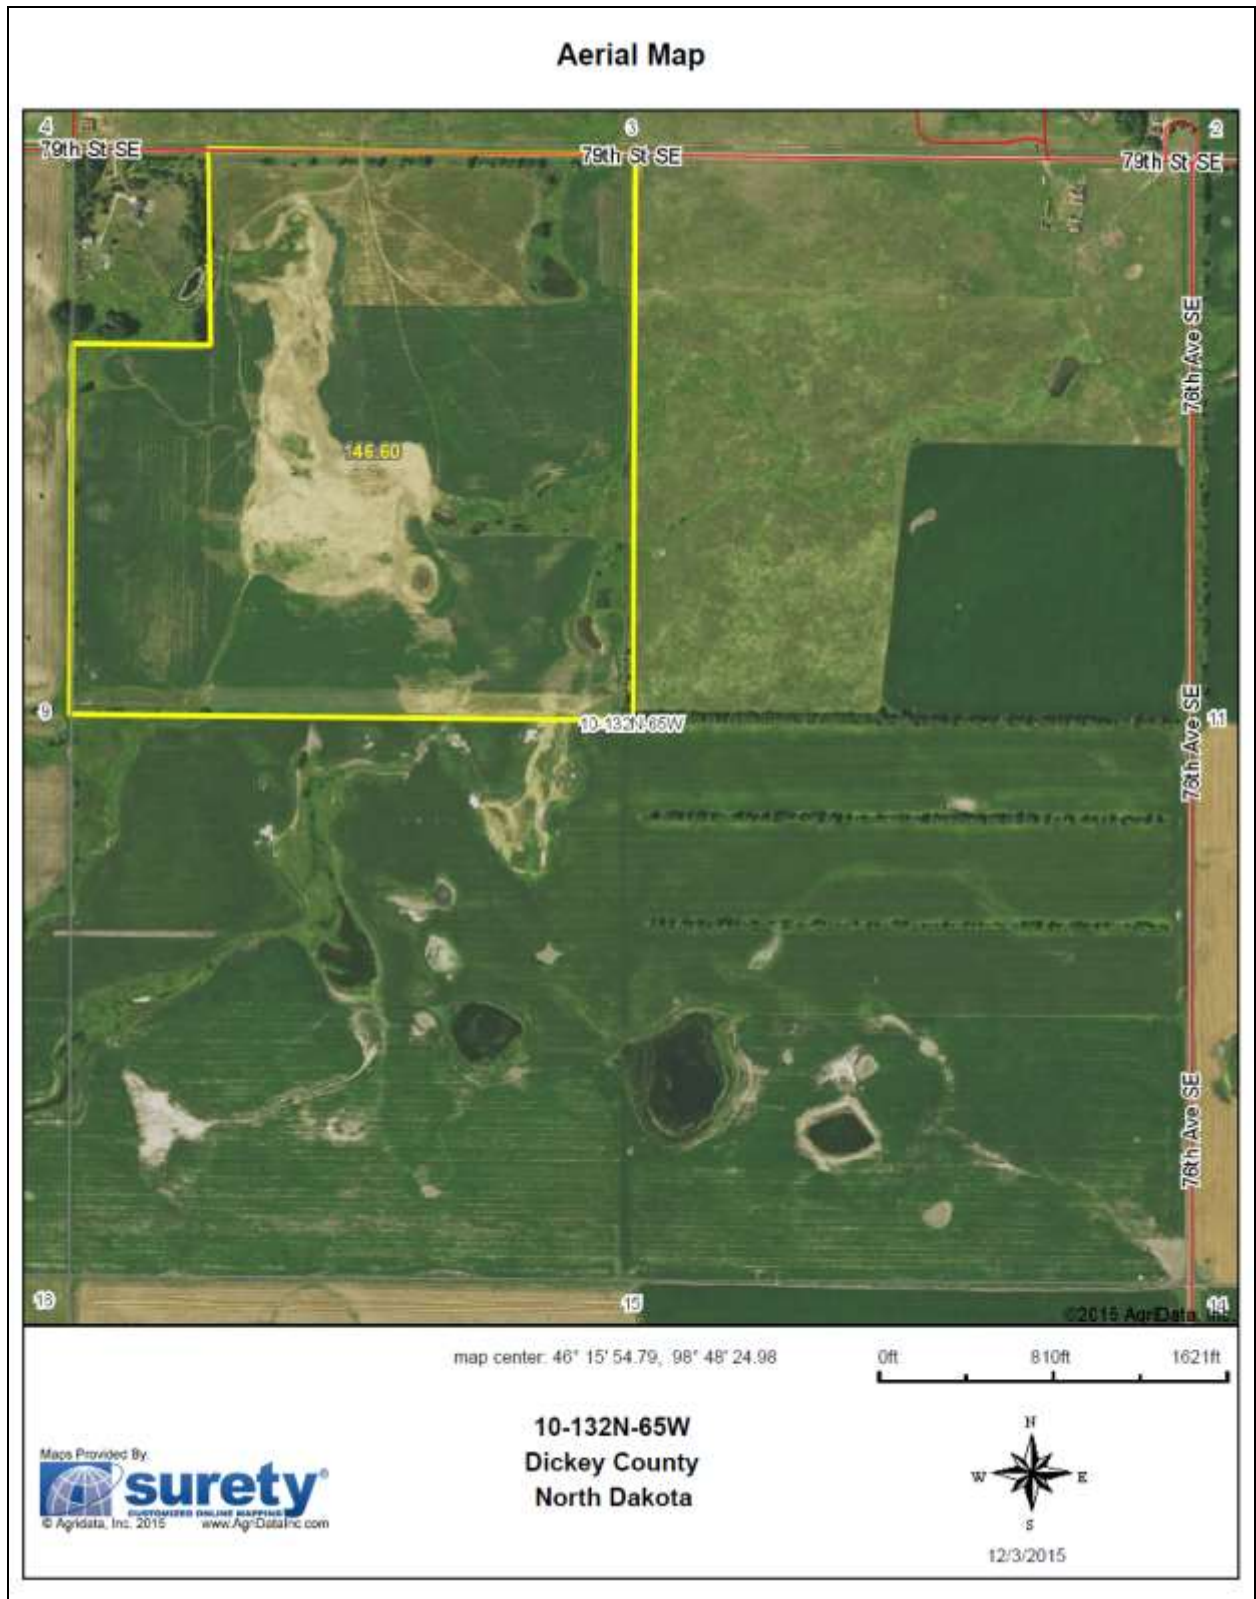 Aerial Map
4
3
2
79th St SE
79th St SE
79th St SE
76th Ave SE
146.60
9
10-132N-65W
76th Ave SE
11
76th Ave SE
16
15
14
©2015 AgriData, Inc.
map center: 46° 15' 54.79, 98° 48' 24.98
0ft 810ft 1621ft
10-132N-65W
Dickey County
North Dakota
Maps Provided By:
surety®
CUSTOMIZED ONLINE MAPPING
© Agridata, Inc. 2015 www.AgriDataInc.com
N
W E
S
12/3/2015